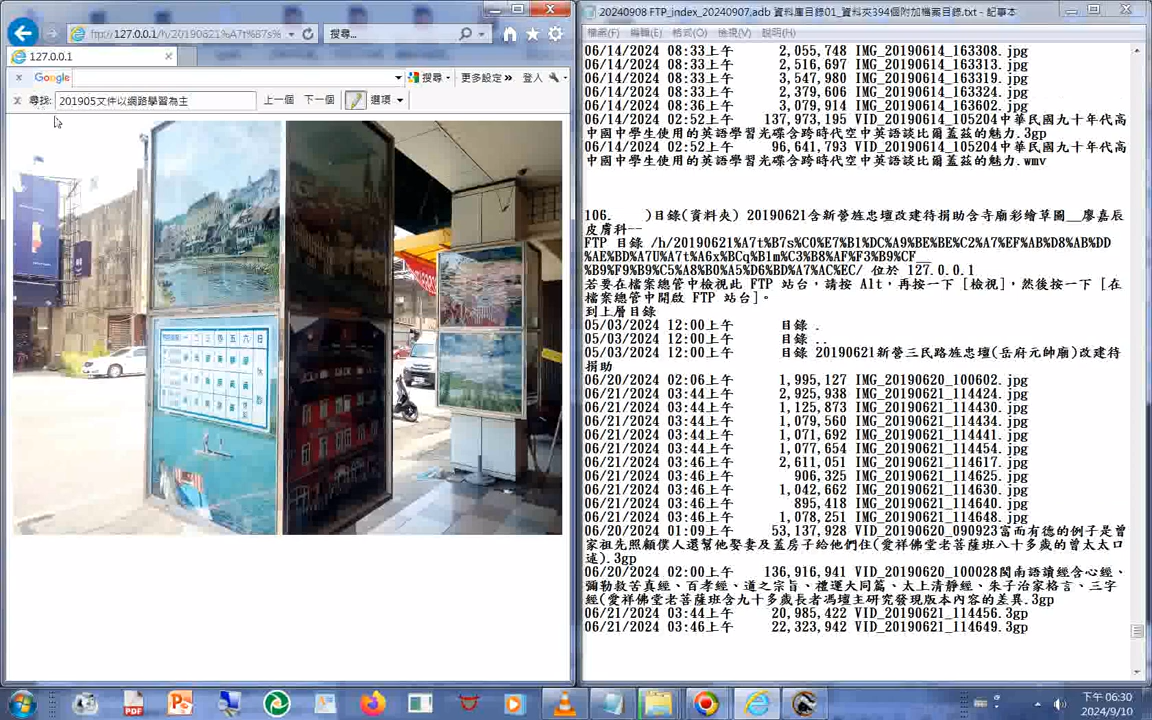 20240908 FTP_index_20240907.adb 資料庫目錄01_資料夾394個附加檔案目錄.txt - 記事本
ftp://127.0.0.1/h/20190621%A7t%B7s%
搜尋...
127.0.0.1
檔案(F) 編輯(E) 格式(O) 檢視(V) 說明(H)
Google
搜尋
更多設定 »
登入
尋找: 201905文件以網路學習為主
上一個 下一個 選項
06/14/2024 08:33上午 2,055,748 IMG_20190614_163308.jpg
06/14/2024 08:33上午 2,516,697 IMG_20190614_163313.jpg
06/14/2024 08:33上午 3,547,980 IMG_20190614_163319.jpg
06/14/2024 08:33上午 2,379,606 IMG_20190614_163324.jpg
06/14/2024 08:36上午 3,079,914 IMG_20190614_163602.jpg
06/14/2024 02:52上午 137,973,195 VID_20190614_105204中華民國九十年代高
中國中學生使用的英語學習光碟含跨時代空中英語談比爾蓋茲的魅力.3gp
06/14/2024 02:52上午 96,641,793 VID_20190614_105204中華民國九十年代高
中國中學生使用的英語學習光碟含跨時代空中英語談比爾蓋茲的魅力.wmv
106. )目錄(資料夾) 20190621含新營旌忠壇改建待捐助含寺廟彩繪草圖__廖嘉辰
皮膚科--
FTP 目錄 /h/20190621%A7t%B7s%C0%E7%B1%DC%A9%BE%BE%C2%A7%EF%AB%D8%AB%DD
%AE%BD%A7U%A7t%A6x%BCq%B1m%C3%B8%AF%F3%B9%CF__
%B9%F9%B9%C5%A8%B0%A5%D6%BD%A7%AC%EC/ 位於 127.0.0.1
若要在檔案總管中檢視此 FTP 站台，請按 Alt，再按一下 [檢視]，然後按一下 [在
檔案總管中開啟 FTP 站台]。
到上層目錄
05/03/2024 12:00上午 目錄 .
05/03/2024 12:00上午 目錄 ..
05/03/2024 12:00上午 目錄 20190621新營三民路旌忠壇(岳府元帥廟)改建待
捐助
06/20/2024 02:06上午 1,995,127 IMG_20190620_100602.jpg
06/21/2024 03:44上午 2,925,938 IMG_20190621_114424.jpg
06/21/2024 03:44上午 1,125,873 IMG_20190621_114430.jpg
06/21/2024 03:44上午 1,079,560 IMG_20190621_114434.jpg
06/21/2024 03:44上午 1,071,692 IMG_20190621_114441.jpg
06/21/2024 03:44上午 1,077,654 IMG_20190621_114454.jpg
06/21/2024 03:46上午 2,611,051 IMG_20190621_114617.jpg
06/21/2024 03:46上午 906,325 IMG_20190621_114625.jpg
06/21/2024 03:46上午 1,042,662 IMG_20190621_114630.jpg
06/21/2024 03:46上午 895,418 IMG_20190621_114640.jpg
06/21/2024 03:46上午 1,078,251 IMG_20190621_114648.jpg
06/20/2024 01:09上午 53,137,928 VID_20190620_090923富而有德的例子是曾
家祖先照顧僕人還幫他娶妻及蓋房子給他們住(愛祥佛堂老菩薩班八十多歲的曾太太口
述).3gp
06/20/2024 02:00上午 136,916,941 VID_20190620_100028閩南語讀經含心經、
彌勒救苦真經、百孝經、道之宗旨、禮運大同篇、太上清靜經、朱子治家格言、三字
經(愛祥佛堂老菩薩班含九十多歲長者馮壇主研究發現版本內容的差異.3gp
06/21/2024 03:44上午 20,985,422 VID_20190621_114456.3gp
06/21/2024 03:46上午 22,323,942 VID_20190621_114649.3gp
一 二 三 四 五 六 日
休診
PDF
下午 06:30
2024/9/10